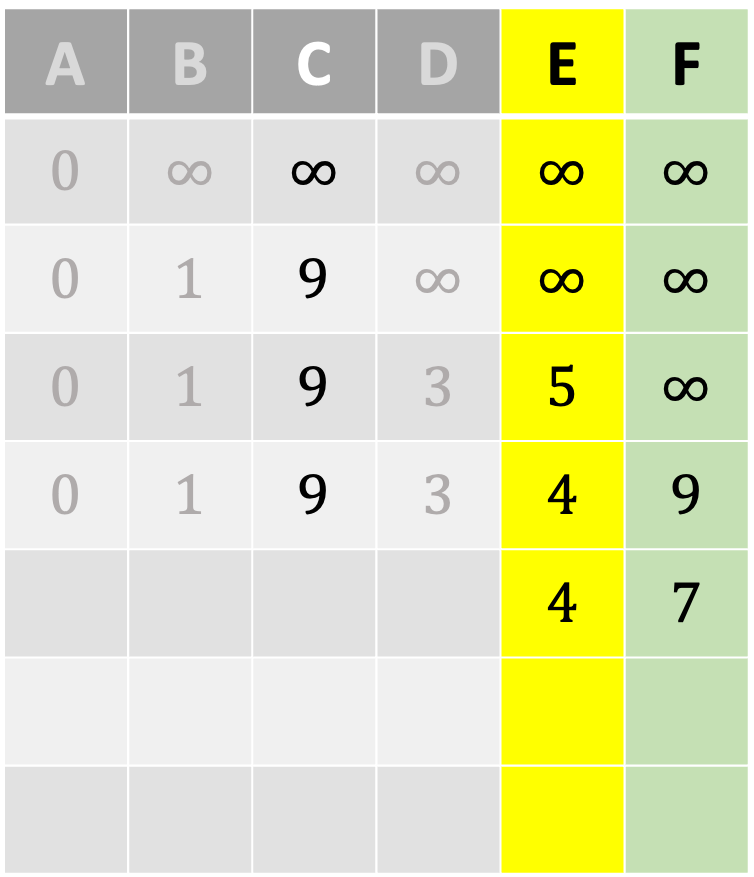 A B C D E F
0 ∞ ∞ ∞ ∞ ∞
0 1 9 ∞ ∞ ∞
0 1 9 3 5 ∞
0 1 9 3 4 9
4 7